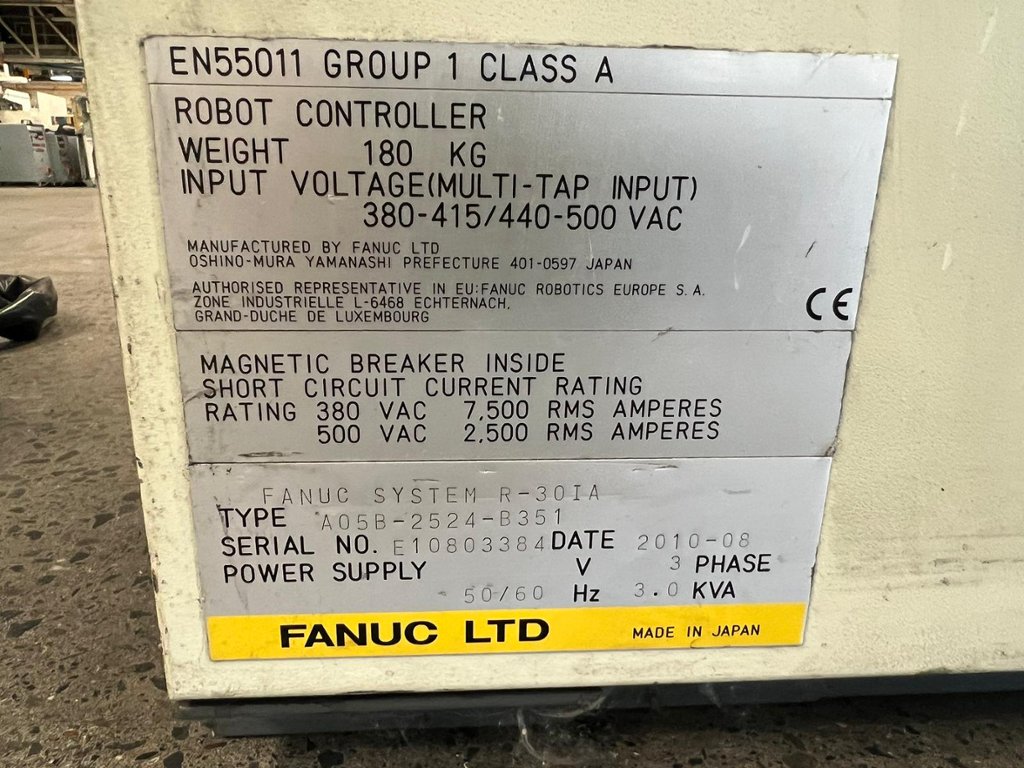 EN55011 GROUP 1 CLASS A
ROBOT CONTROLLER
WEIGHT 180 KG
INPUT VOLTAGE(MULTI-TAP INPUT)
380-415/440-500 VAC
MANUFACTURED BY FANUC LTD
OSHINO-MURA YAMANASHI PREFECTURE 401-0597 JAPAN
AUTHORISED REPRESENTATIVE IN EU:FANUC ROBOTICS EUROPE S. A.
ZONE INDUSTRIELLE L-6468 ECHTERNACH,
GRAND-DUCHE DE LUXEMBOURG
CE
MAGNETIC BREAKER INSIDE
SHORT CIRCUIT CURRENT RATING
RATING 380 VAC 7,500 RMS AMPERES
500 VAC 2,500 RMS AMPERES
FANUC SYSTEM R-30IA
TYPE A05B-2524-B351
SERIAL NO. E10803384 DATE 2010-08
POWER SUPPLY V 3 PHASE
50/60 Hz 3.0 KVA
FANUC LTD MADE IN JAPAN